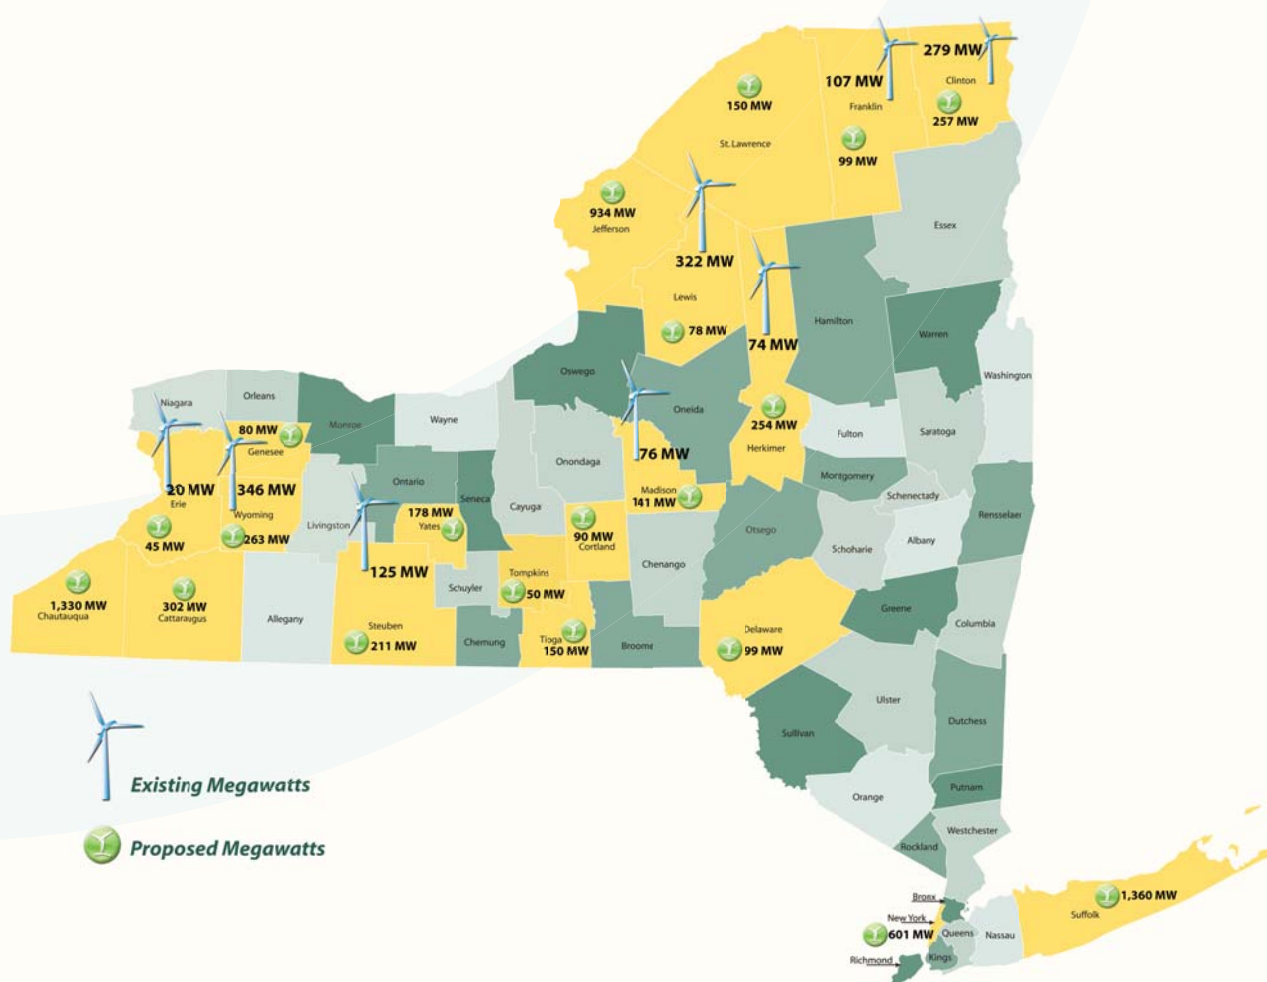 279 MW
Clinton
257 MW
107 MW
Franklin
99 MW
150 MW
St. Lawrence
934 MW
Jefferson
Essex
322 MW
Lewis
78 MW
74 MW
254 MW
Herkimer
Hamilton
Warren
Washington
Oswego
Oneida
Niagara
Orleans
Monroe
Wayne
80 MW
Genesee
20 MW
Erie
45 MW
346 MW
Wyoming
263 MW
Livingston
Ontario
Seneca
178 MW
Yates
Cayuga
Onondaga
76 MW
Madison
141 MW
Fulton
Saratoga
Montgomery
Schenectady
Rensselaer
Otsego
Schoharie
Albany
90 MW
Cortland
Chenango
1,330 MW
Chautauqua
302 MW
Cattaraugus
Allegany
125 MW
Steuben
211 MW
Schuyler
Tompkins
50 MW
Chemung
Tioga
150 MW
Broome
Delaware
99 MW
Greene
Columbia
Ulster
Dutchess
Sullivan
Orange
Putnam
Westchester
Rockland
Existing Megawatts
Proposed Megawatts
Bronx
New York
601 MW
Queens
Nassau
Richmond
Kings
1,360 MW
Suffolk